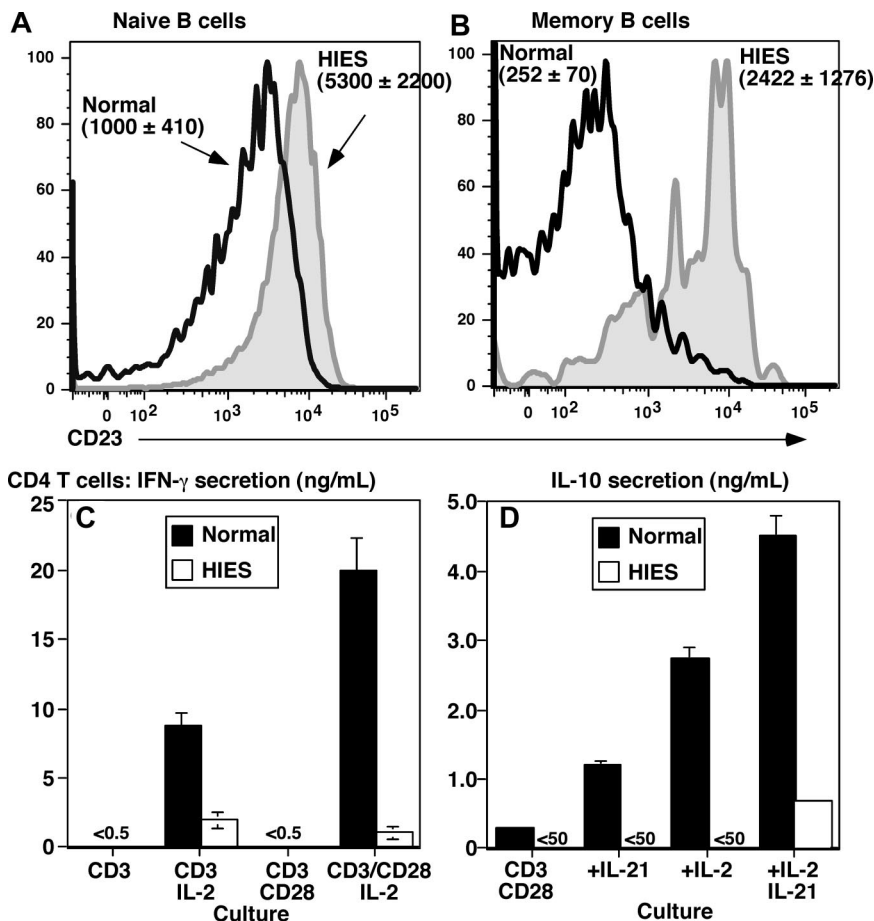 A
Naive B cells
Normal
(1000 ± 410)
HIES
(5300 ± 2200)
100
80
60
40
20
0
0 10² 10³ 10⁴ 10⁵
B
Memory B cells
Normal
(252 ± 70)
HIES
(2422 ± 1276)
100
80
60
40
20
0
0 10² 10³ 10⁴ 10⁵
CD23
CD4 T cells: IFN-γ secretion (ng/mL)
C
Normal
HIES
25
20
15
10
5
0
<0.5
<0.5
CD3 CD3 CD3 CD3/CD28
IL-2 CD28 IL-2
Culture
IL-10 secretion (ng/mL)
D
Normal
HIES
5.0
4.0
3.0
2.0
1.0
0
<50
<50
<50
CD3 +IL-21 +IL-2 +IL-2
CD28 IL-21
Culture